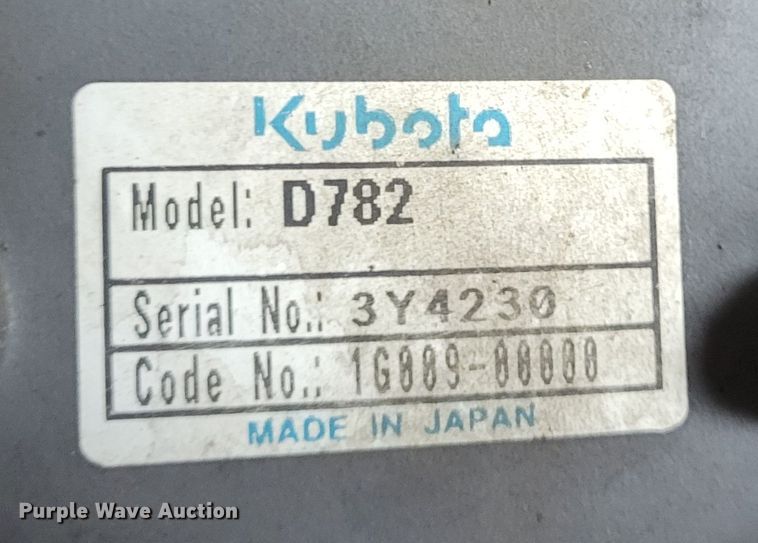 Kubota
Model: D782
Serial No.: 3Y4230
Code No.: 1G089-00000
MADE IN JAPAN
Purple Wave Auction